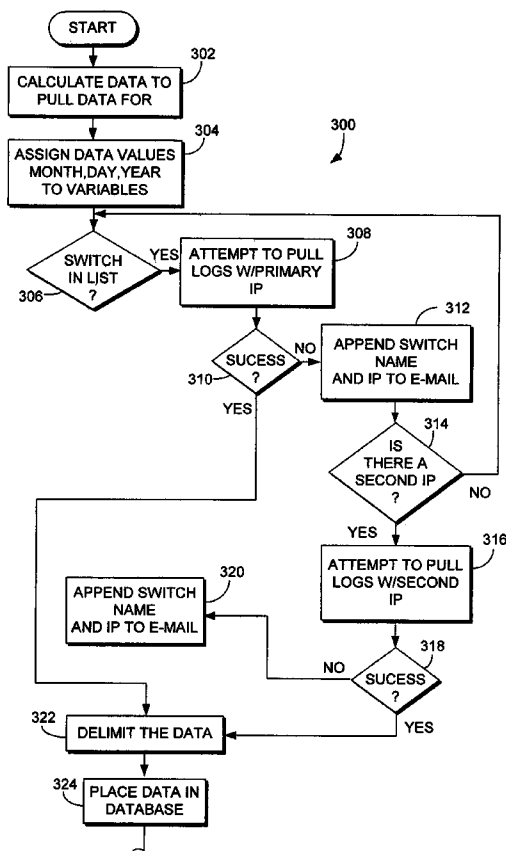 START
302
CALCULATE DATA TO
PULL DATA FOR
304
ASSIGN DATA VALUES
MONTH,DAY,YEAR
TO VARIABLES
300
306
SWITCH
IN LIST
?
YES
308
ATTEMPT TO PULL
LOGS W/PRIMARY
IP
310
SUCESS
?
NO
YES
312
APPEND SWITCH
NAME
AND IP TO E-MAIL
314
IS
THERE A
SECOND IP
?
NO
YES
316
ATTEMPT TO PULL
LOGS W/SECOND
IP
318
SUCESS
?
NO
YES
320
APPEND SWITCH
NAME
AND IP TO E-MAIL
322
DELIMIT THE DATA
324
PLACE DATA IN
DATABASE